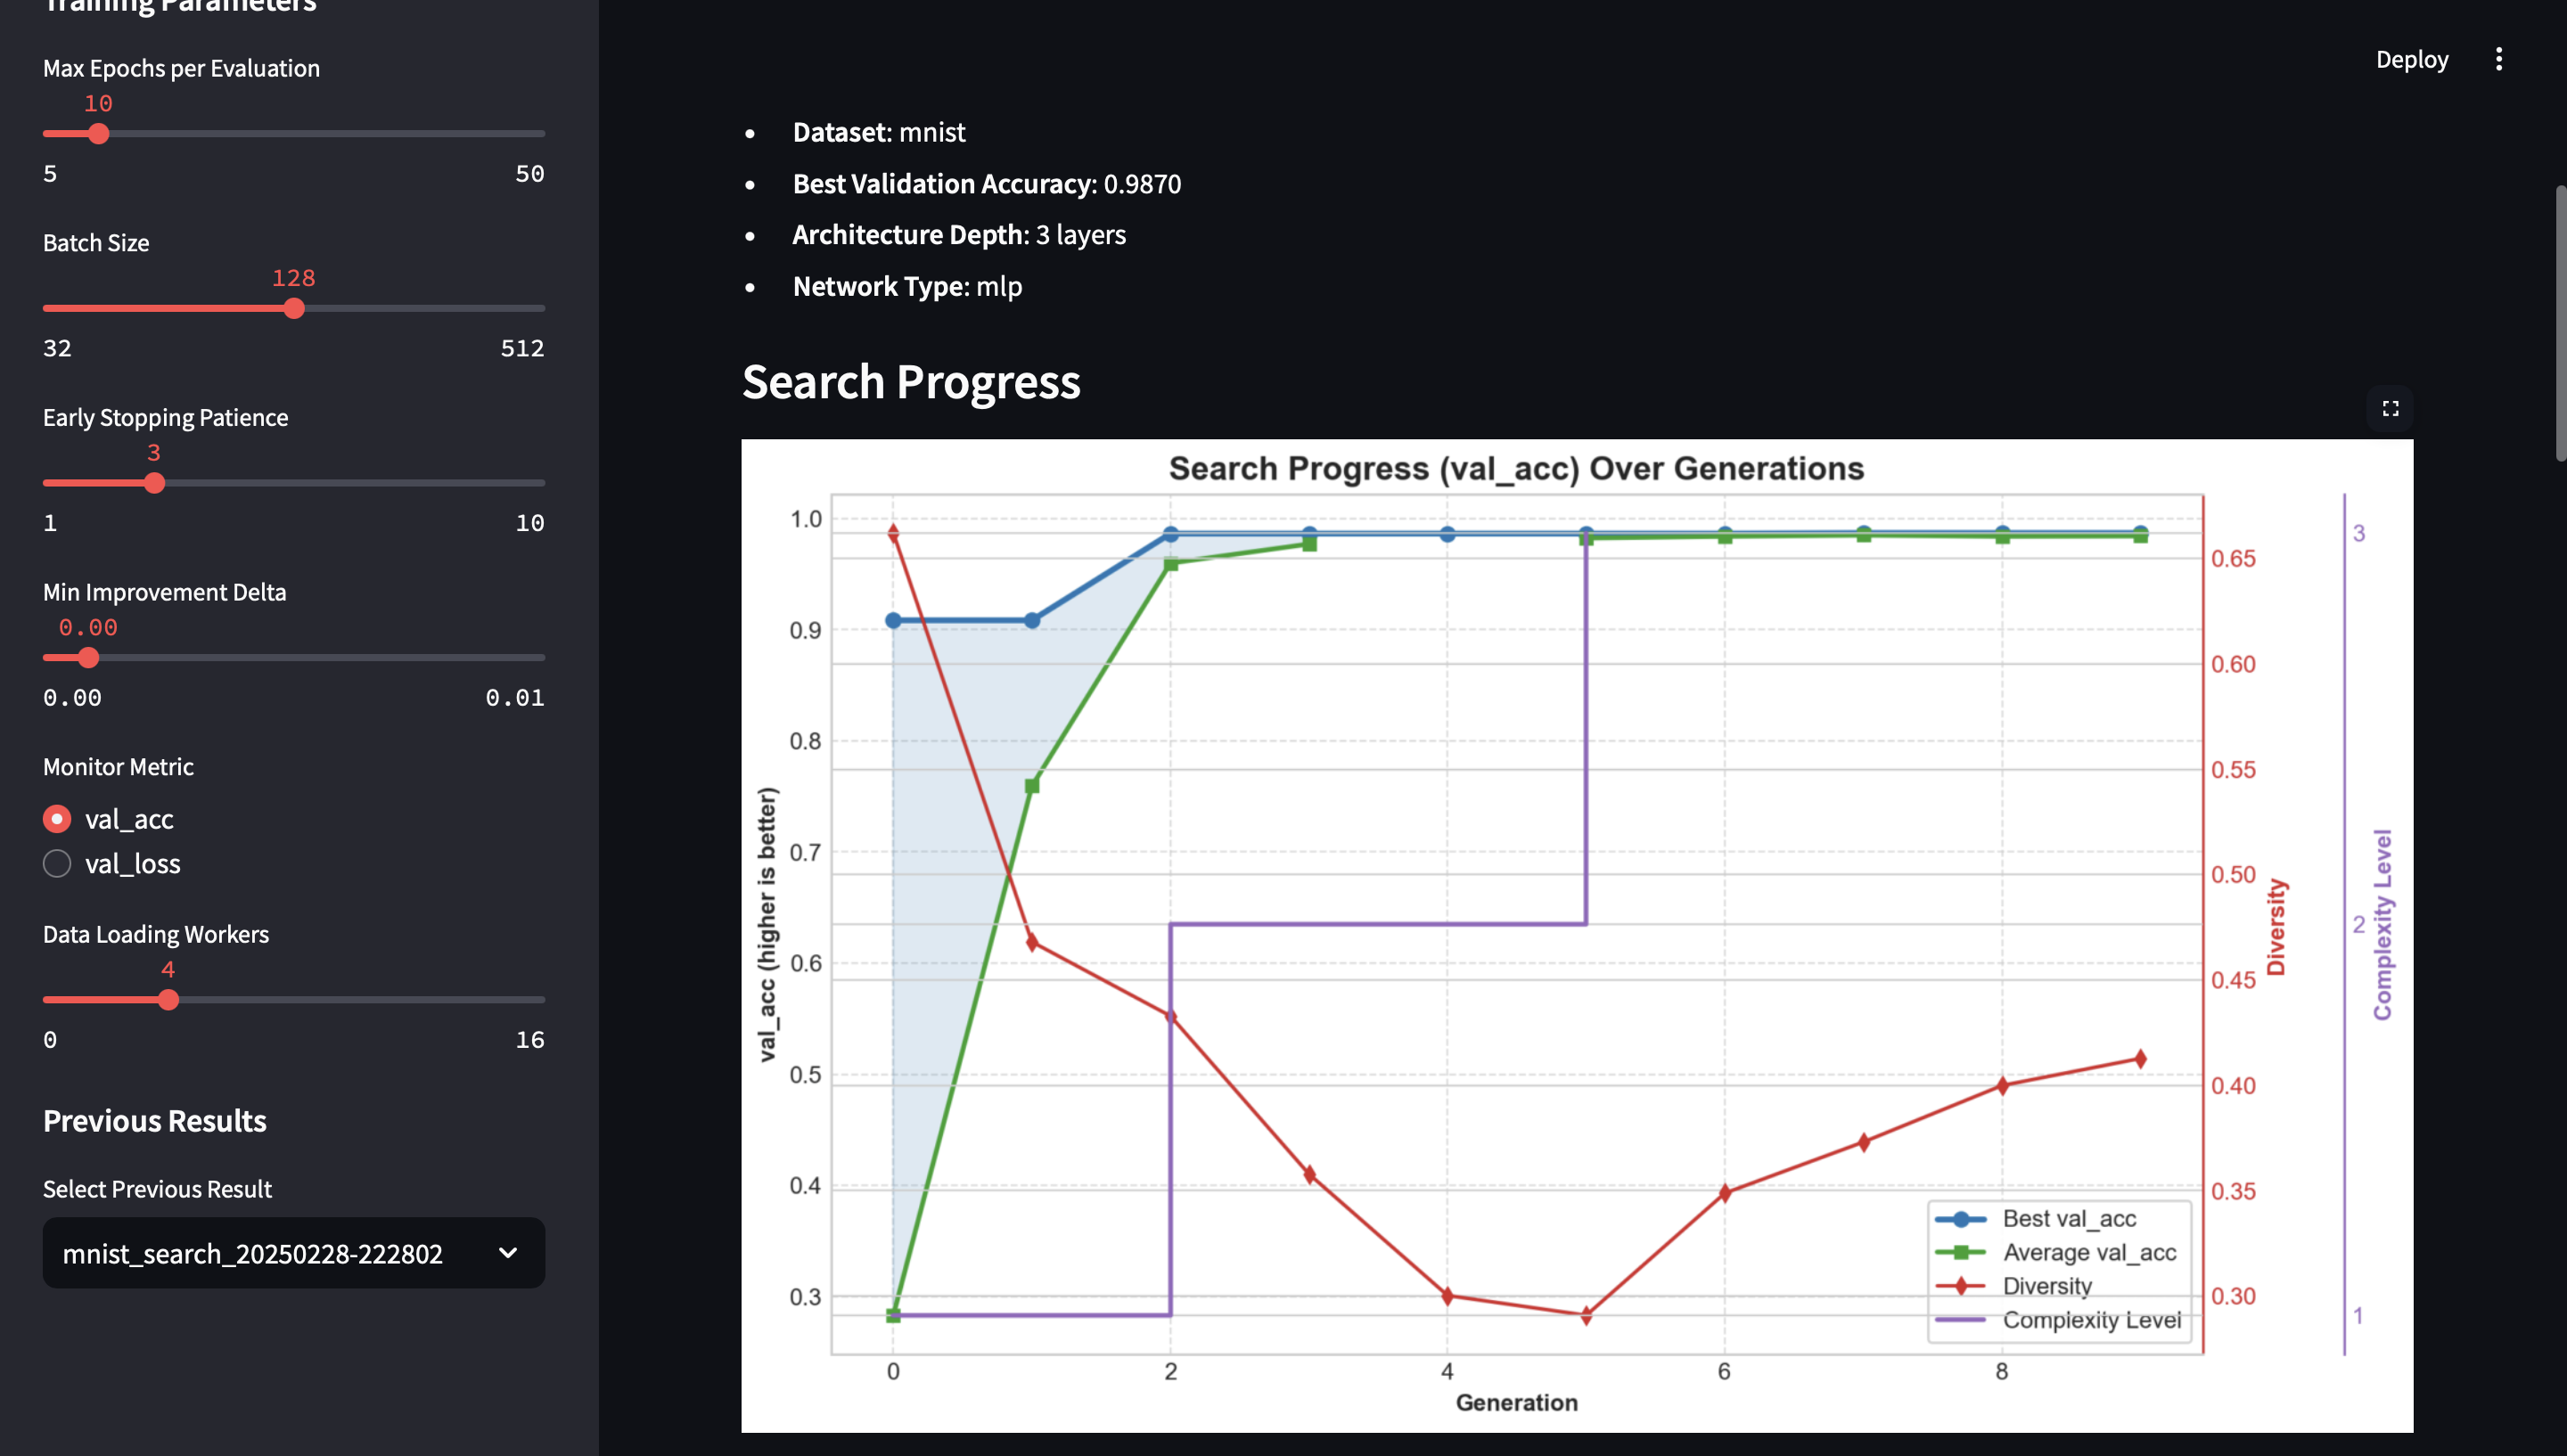 Training Parameters
Max Epochs per Evaluation
10
5 50
Batch Size
128
32 512
Early Stopping Patience
3
1 10
Min Improvement Delta
0.00
0.00 0.01
Monitor Metric
val_acc
val_loss
Data Loading Workers
4
0 16
Previous Results
Select Previous Result
mnist_search_20250228-222802
Deploy
Dataset: mnist
Best Validation Accuracy: 0.9870
Architecture Depth: 3 layers
Network Type: mlp
Search Progress
Search Progress (val_acc) Over Generations
val_acc (higher is better)
1.0
0.9
0.8
0.7
0.6
0.5
0.4
0.3
0 2 4 6 8
Generation
0.65
0.60
0.55
0.50
0.45
0.40
0.35
0.30
Diversity
3
2
1
Complexity Level
Best val_acc
Average val_acc
Diversity
Complexity Level